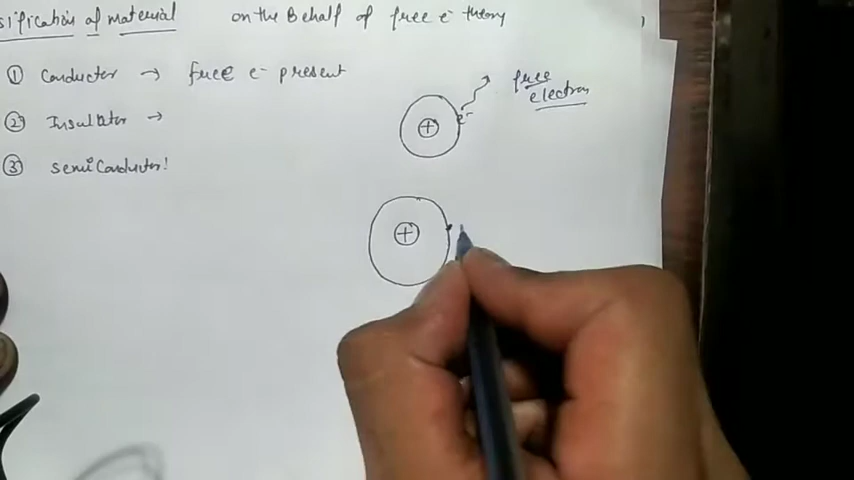 sification of material on the Behalf of free e⁻ theory
① Conductor → free e⁻ present
② Insulator →
③ semiConductor!
free
electron
e⁻
+
+